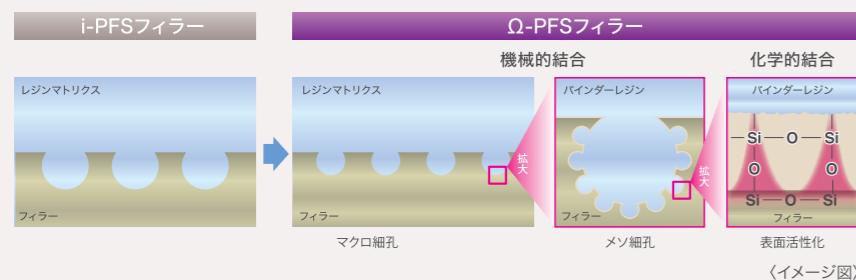 i-PFSフィラー
Ω-PFSフィラー
機械的結合
化学的結合
レジンマトリクス
フィラー
レジンマトリクス
フィラー
拡大
バインダーレジン
フィラー
拡大
バインダーレジン
Si―O―Si
O O
Si―O―Si
フィラー
マクロ細孔
メソ細孔
表面活性化
〈イメージ図〉